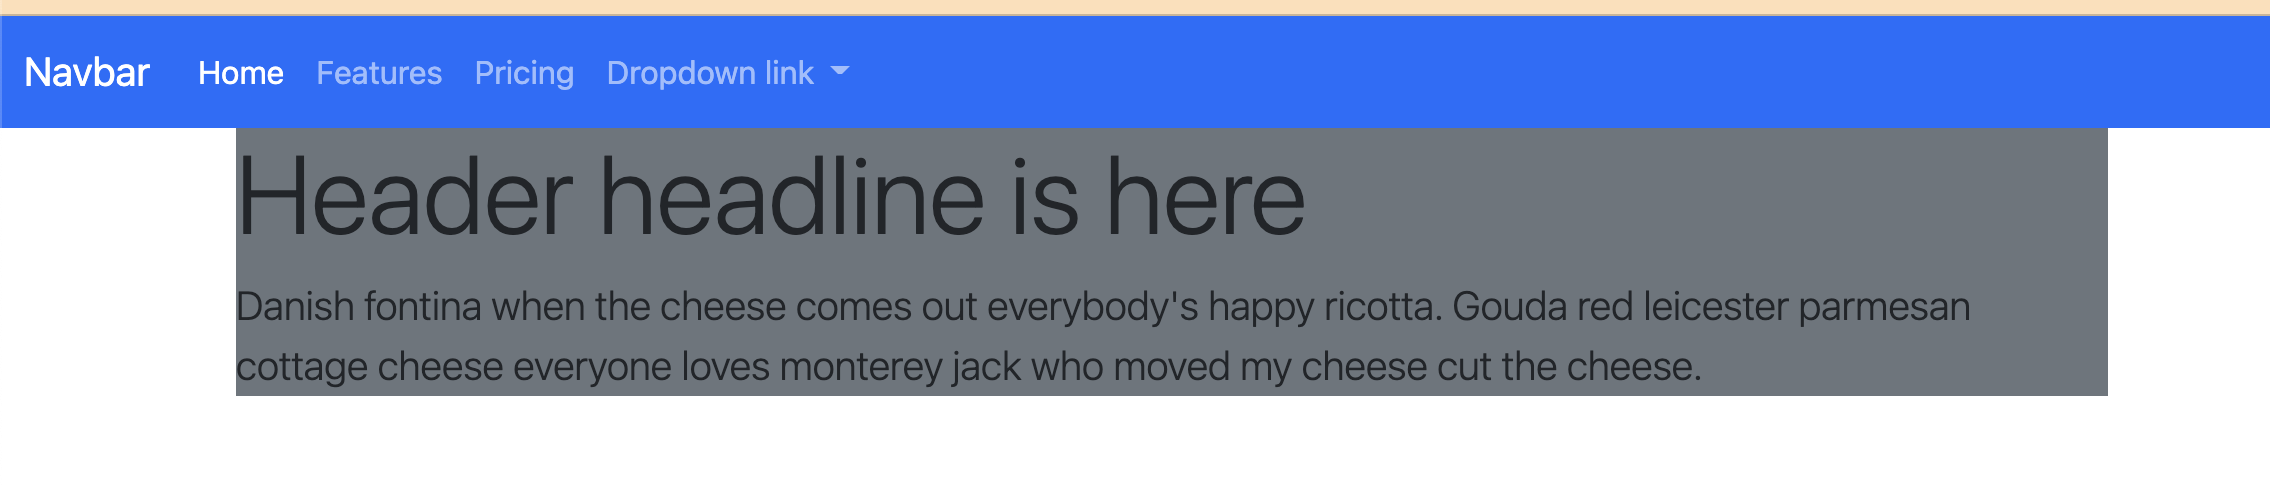 Navbar Home Features Pricing Dropdown link
Header headline is here
Danish fontina when the cheese comes out everybody's happy ricotta. Gouda red leicester parmesan
cottage cheese everyone loves monterey jack who moved my cheese cut the cheese.